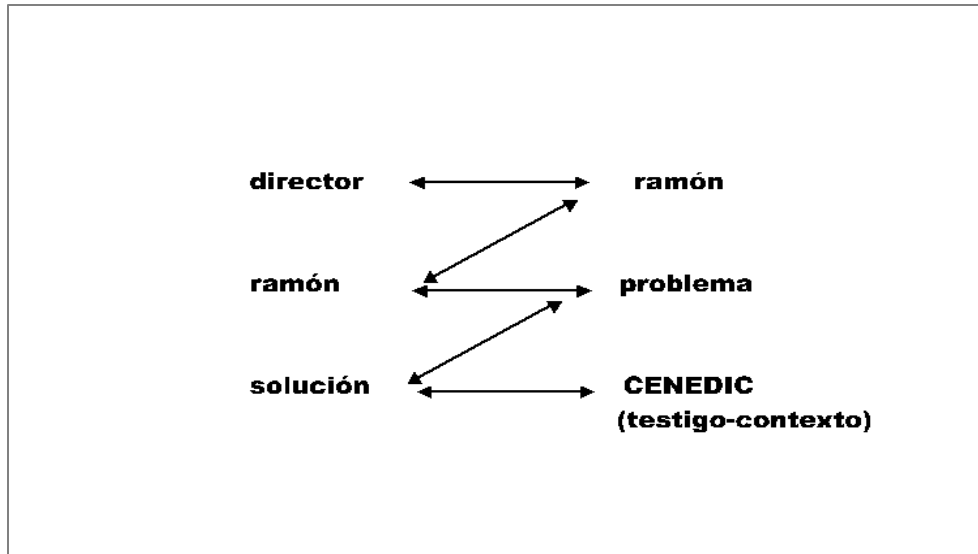 director ramón
ramón problema
solución CENEDIC
(testigo-contexto)